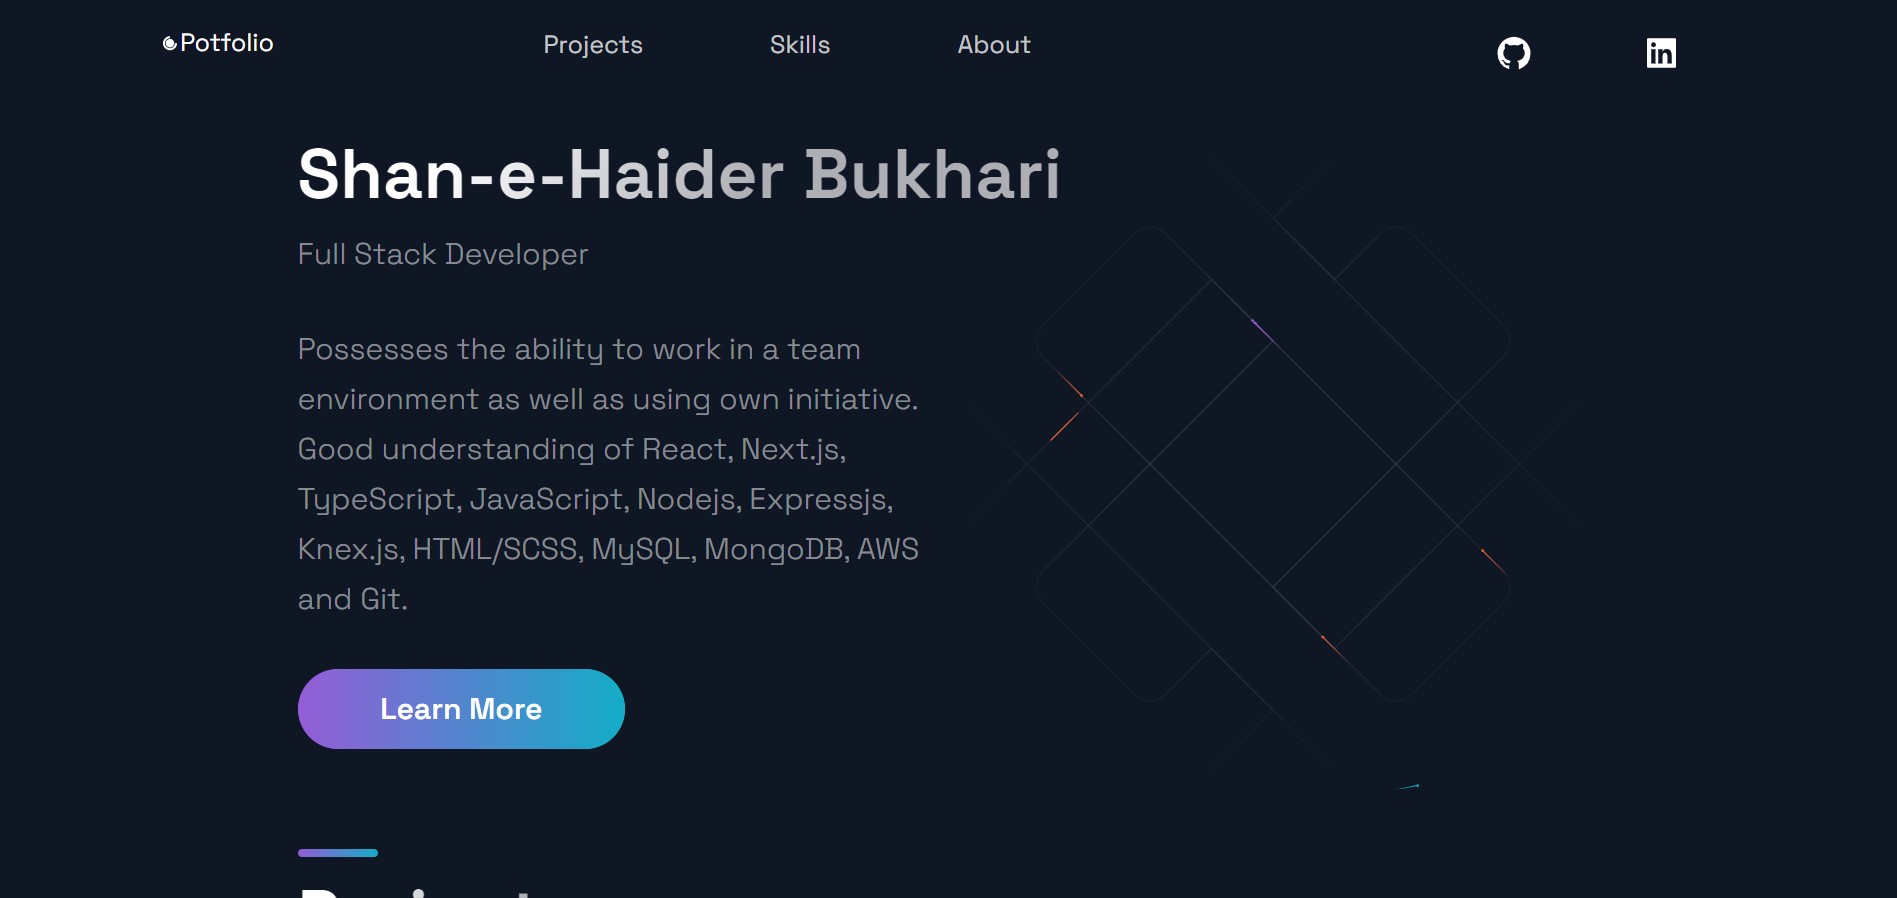 Potfolio
Projects
Skills
About
in
Shan-e-Haider Bukhari
Full Stack Developer
Possesses the ability to work in a team
environment as well as using own initiative.
Good understanding of React, Next.js,
TypeScript, JavaScript, Nodejs, Expressjs,
Knex.js, HTML/SCSS, MySQL, MongoDB, AWS
and Git.
Learn More